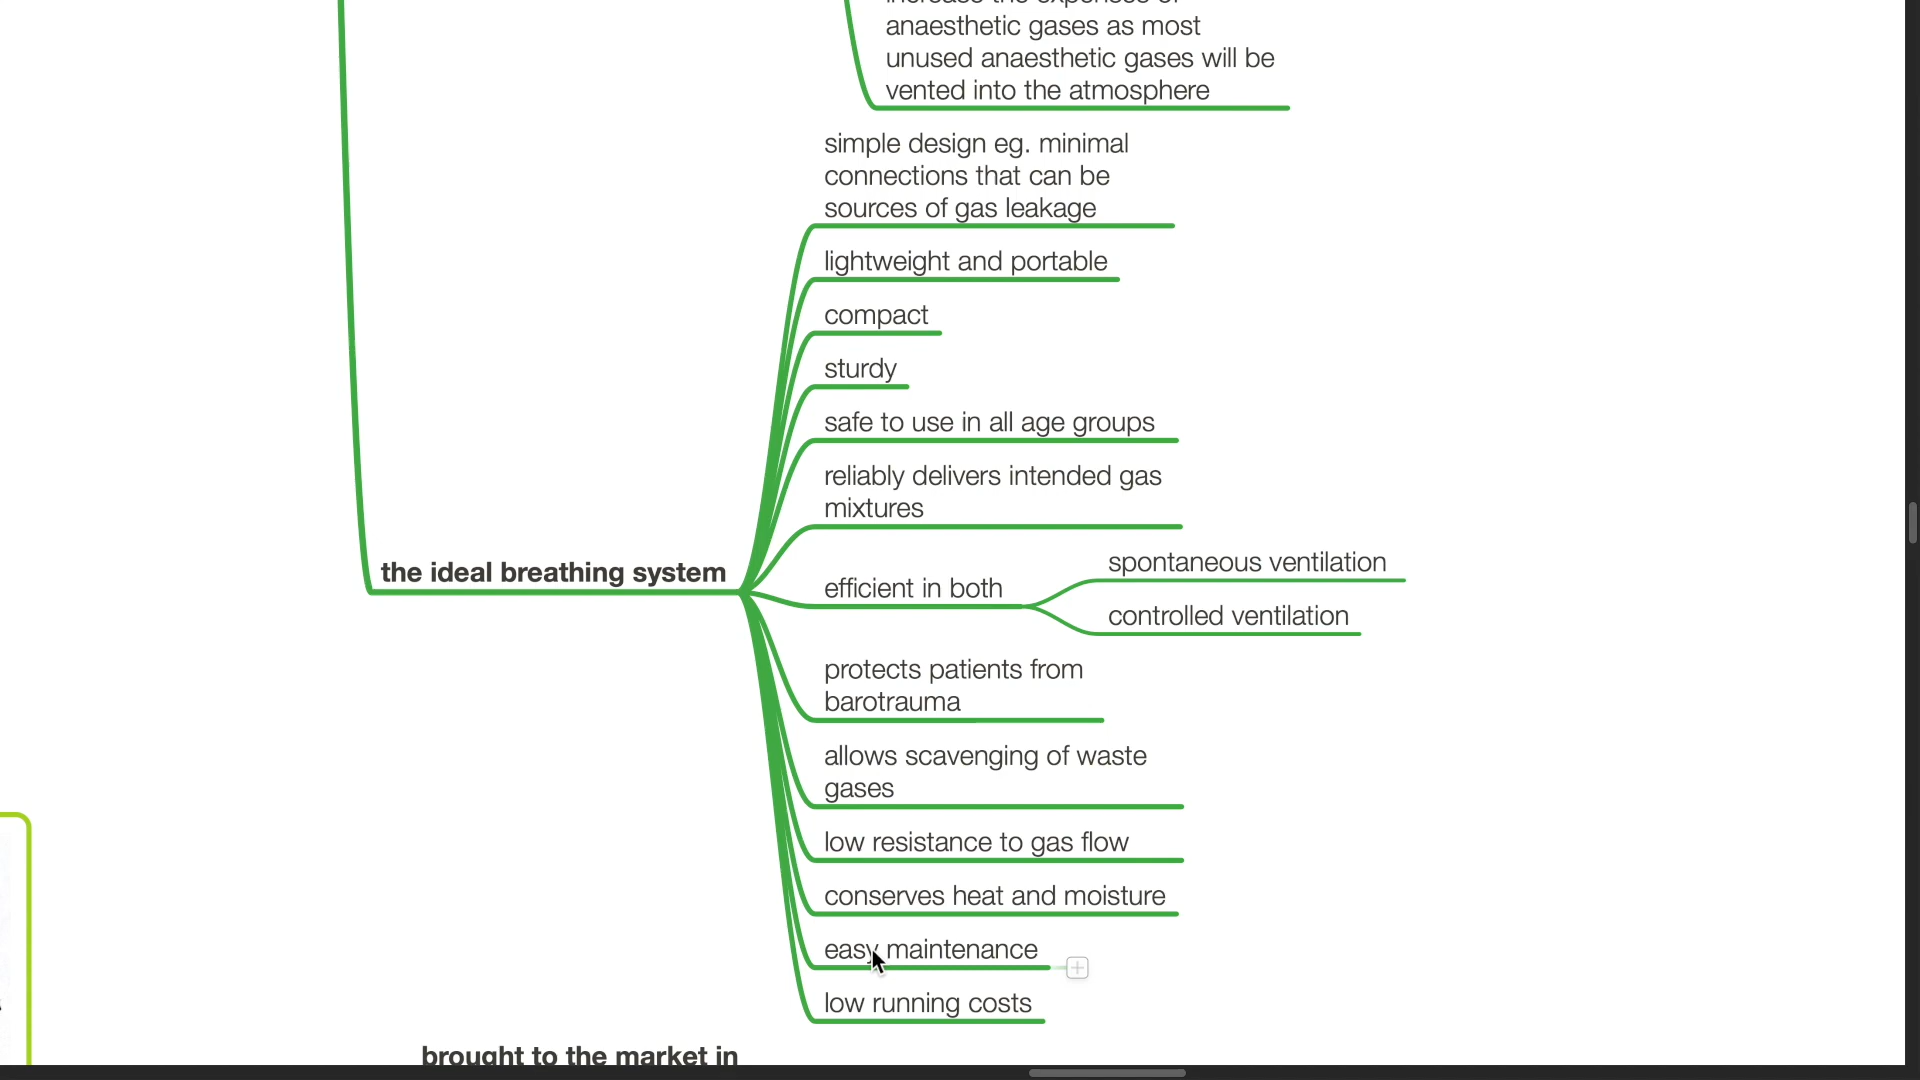 increase the expenses of
anaesthetic gases as most
unused anaesthetic gases will be
vented into the atmosphere
simple design eg. minimal
connections that can be
sources of gas leakage
lightweight and portable
compact
sturdy
safe to use in all age groups
reliably delivers intended gas
mixtures
the ideal breathing system
efficient in both
spontaneous ventilation
controlled ventilation
protects patients from
barotrauma
allows scavenging of waste
gases
low resistance to gas flow
conserves heat and moisture
easy maintenance
low running costs
brought to the market in